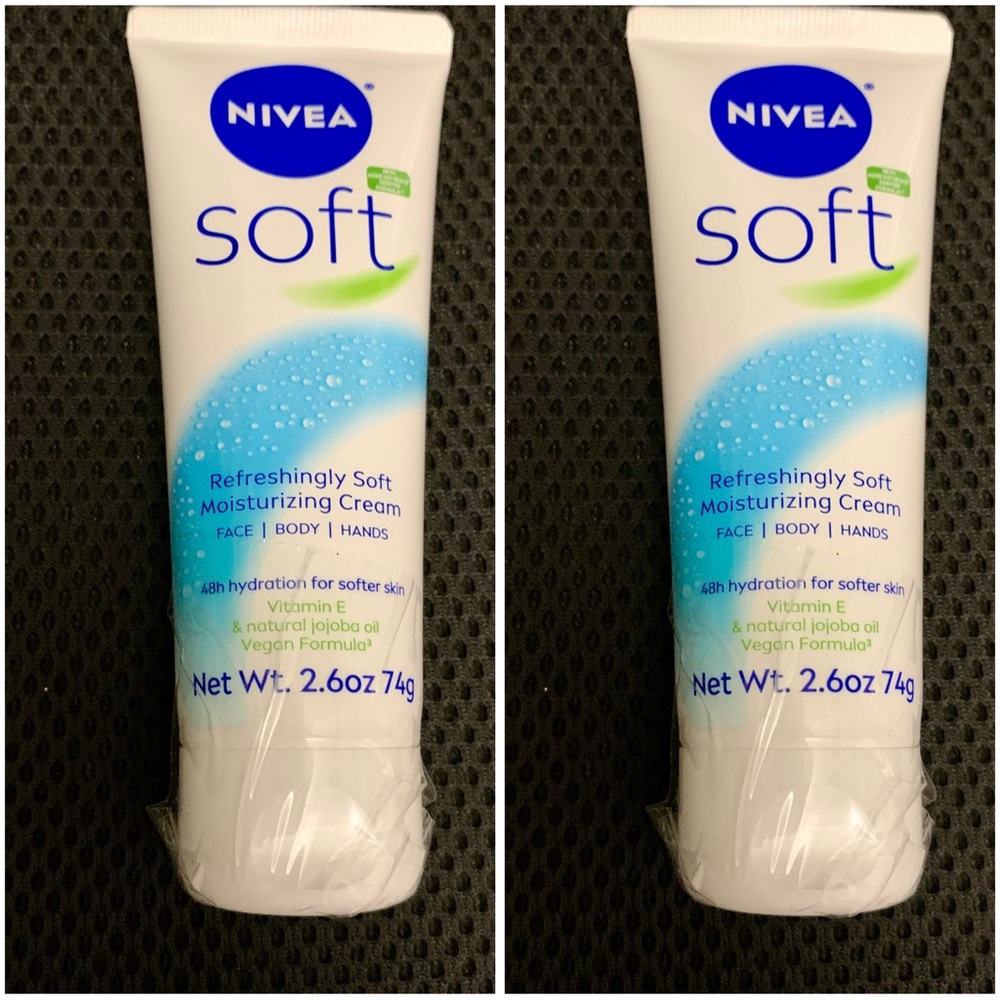 NIVEA®
soft
Refreshingly Soft
Moisturizing Cream
FACE | BODY | HANDS
48h hydration for softer skin
Vitamin E
& natural jojoba oil
Vegan Formula³
Net Wt. 2.6oz 74g
NIVEA®
soft
Refreshingly Soft
Moisturizing Cream
FACE | BODY | HANDS
48h hydration for softer skin
Vitamin E
& natural jojoba oil
Vegan Formula³
Net Wt. 2.6oz 74g